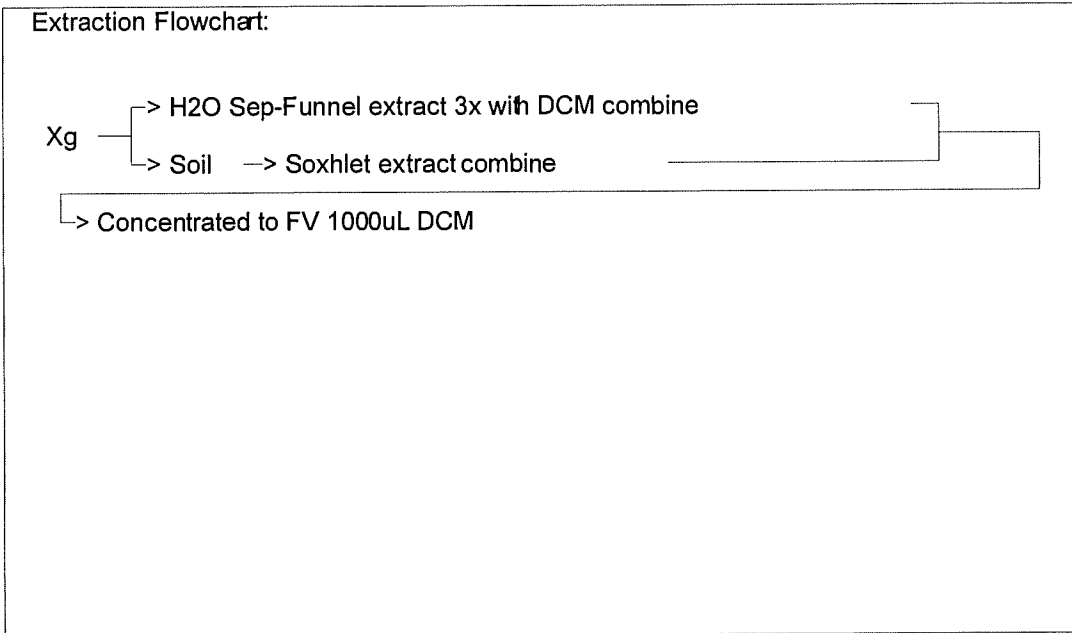 Extraction Flowchart:
-> H2O Sep-Funnel extract 3x with DCM combine
Xg
-> Soil -> Soxhlet extract combine
-> Concentrated to FV 1000uL DCM